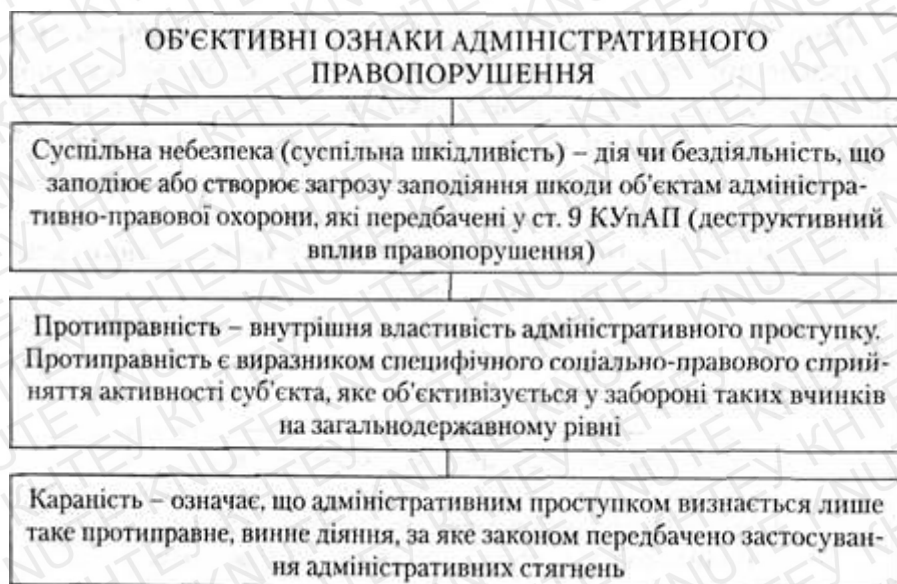 ОБ'ЄКТИВНІ ОЗНАКИ АДМІНІСТРАТИВНОГО
ПРАВОПОРУШЕННЯ
Суспільна небезпека (суспільна шкідливість) – дія чи бездіяльність, що
заподіює або створює загрозу заподіяння шкоди об'єктам адміністра-
тивно-правової охорони, які передбачені у ст. 9 КУпАП (деструктивний
вплив правопорушення)
Протиправність – внутрішня властивість адміністративного проступку.
Протиправність є виразником специфічного соціально-правового сприй-
няття активності суб'єкта, яке об'єктивізується у забороні таких вчинків
на загальнодержавному рівні
Караність – означає, що адміністративним проступком визнається лише
таке протиправне, винне діяння, за яке законом передбачено застосуван-
ня адміністративних стягнень